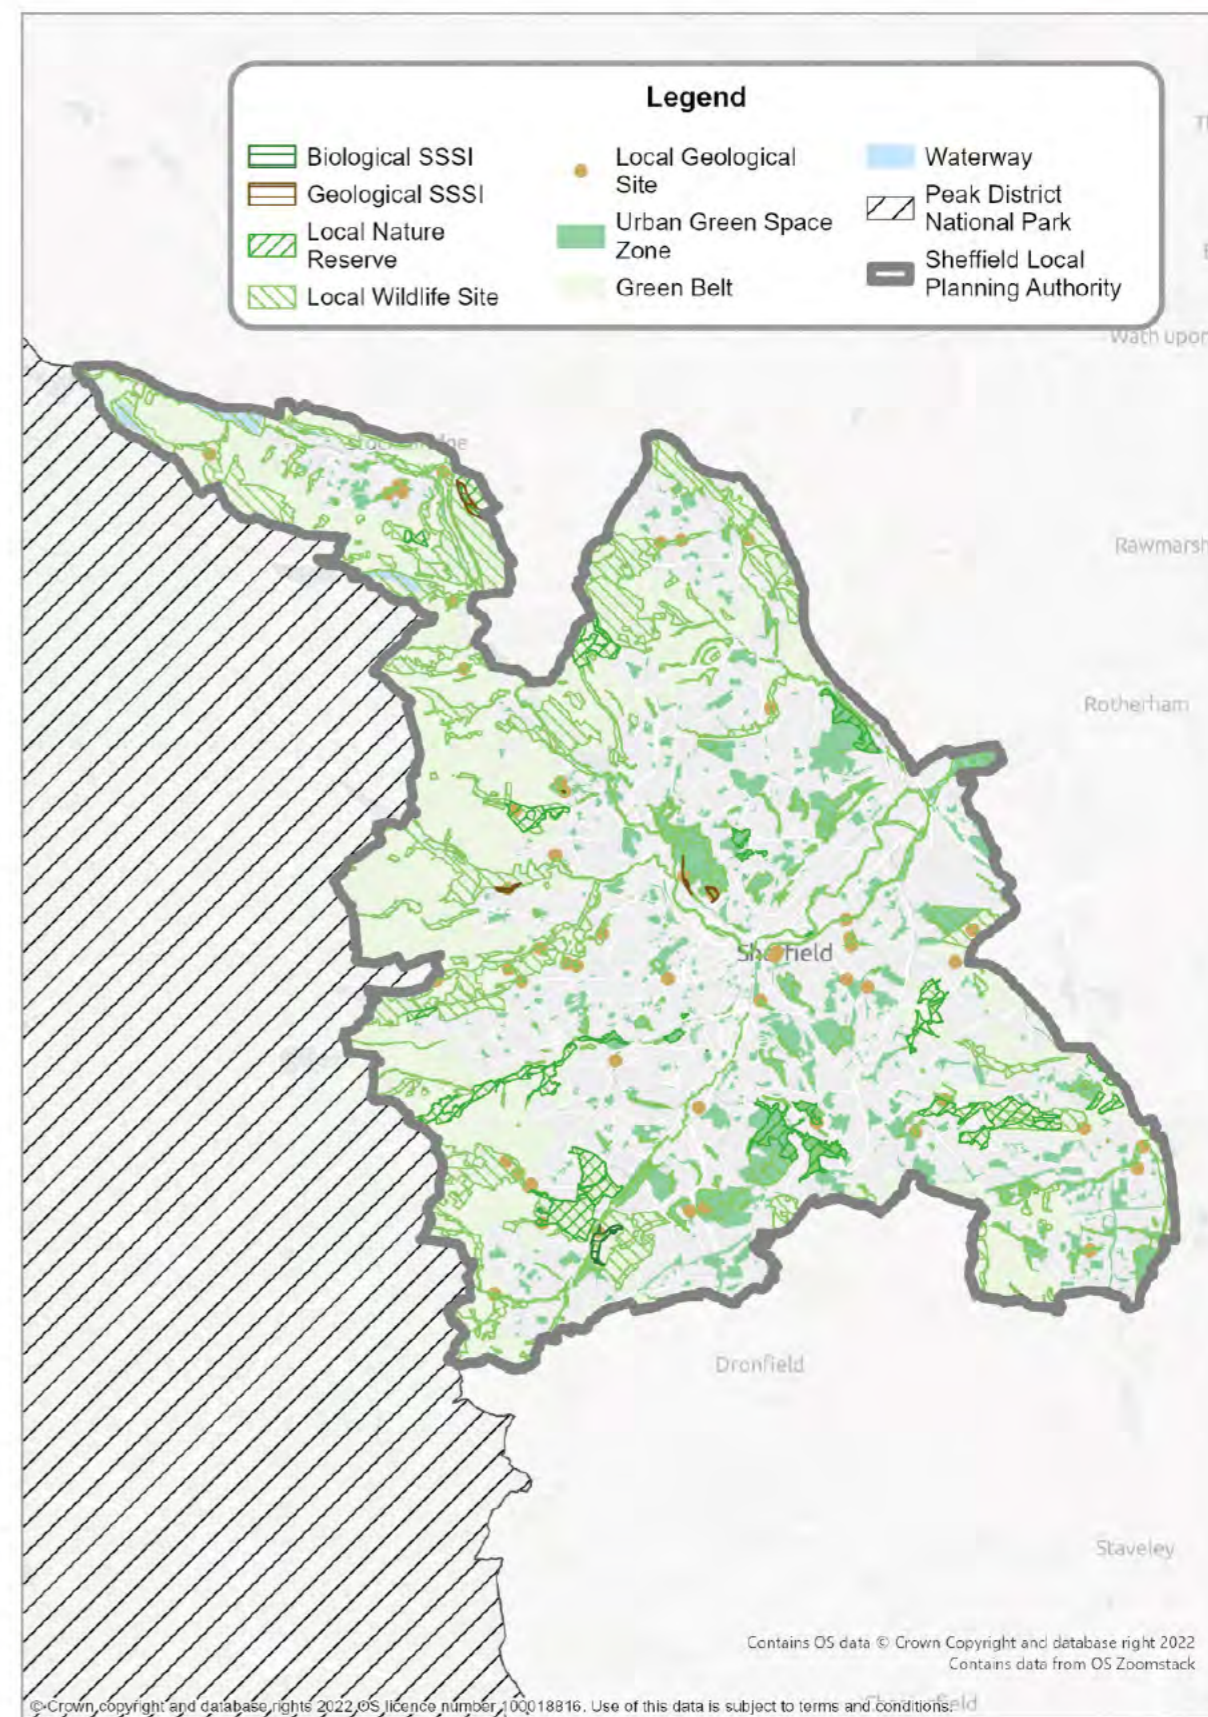 Legend
Biological SSSI
Geological SSSI
Local Nature
Reserve
Local Wildlife Site
Local Geological
Site
Urban Green Space
Zone
Green Belt
Waterway
Peak District
National Park
Sheffield Local
Planning Authority
Wath upon
Rawmarsh
Rotherham
Sheffield
Dronfield
Staveley
Contains OS data © Crown Copyright and database right 2022
Contains data from OS Zoomstack
© Crown copyright and database rights 2022 OS licence number 100018816. Use of this data is subject to terms and conditions.